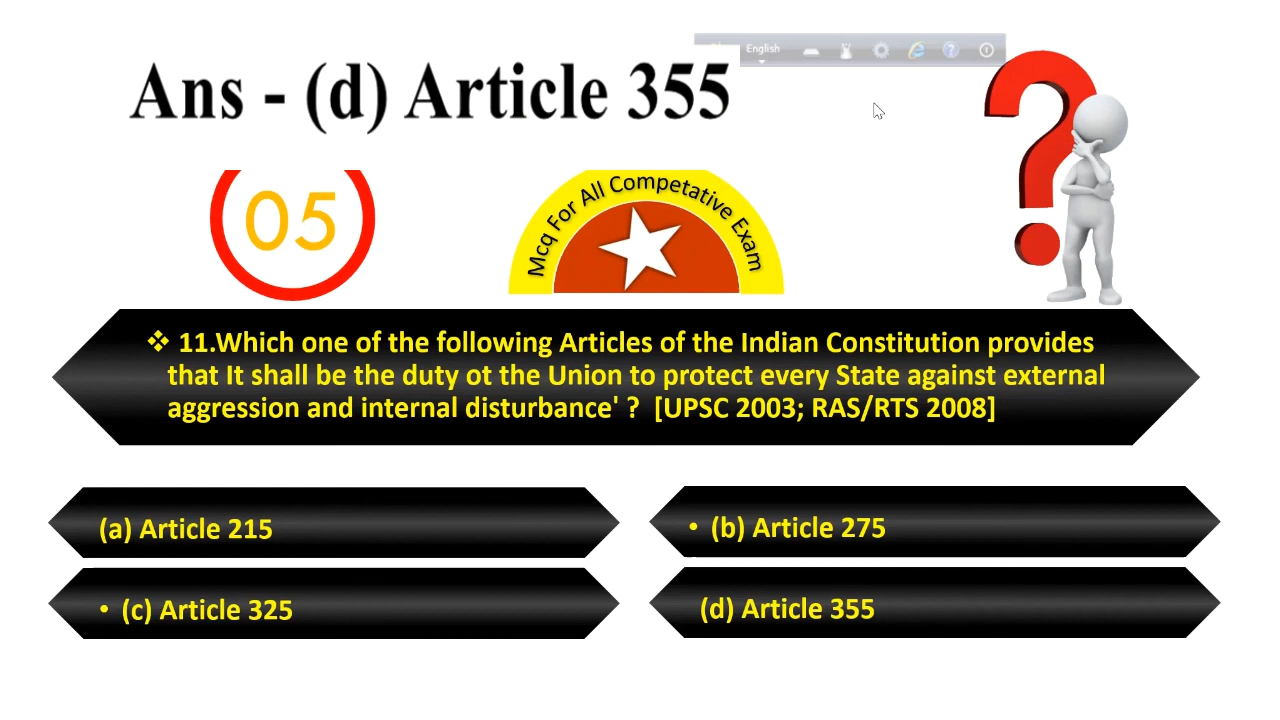 English
Ans - (d) Article 355
05
Mcq For All Competative Exam
❖ 11.Which one of the following Articles of the Indian Constitution provides
that It shall be the duty ot the Union to protect every State against external
aggression and internal disturbance' ? [UPSC 2003; RAS/RTS 2008]
(a) Article 215
• (b) Article 275
• (c) Article 325
(d) Article 355